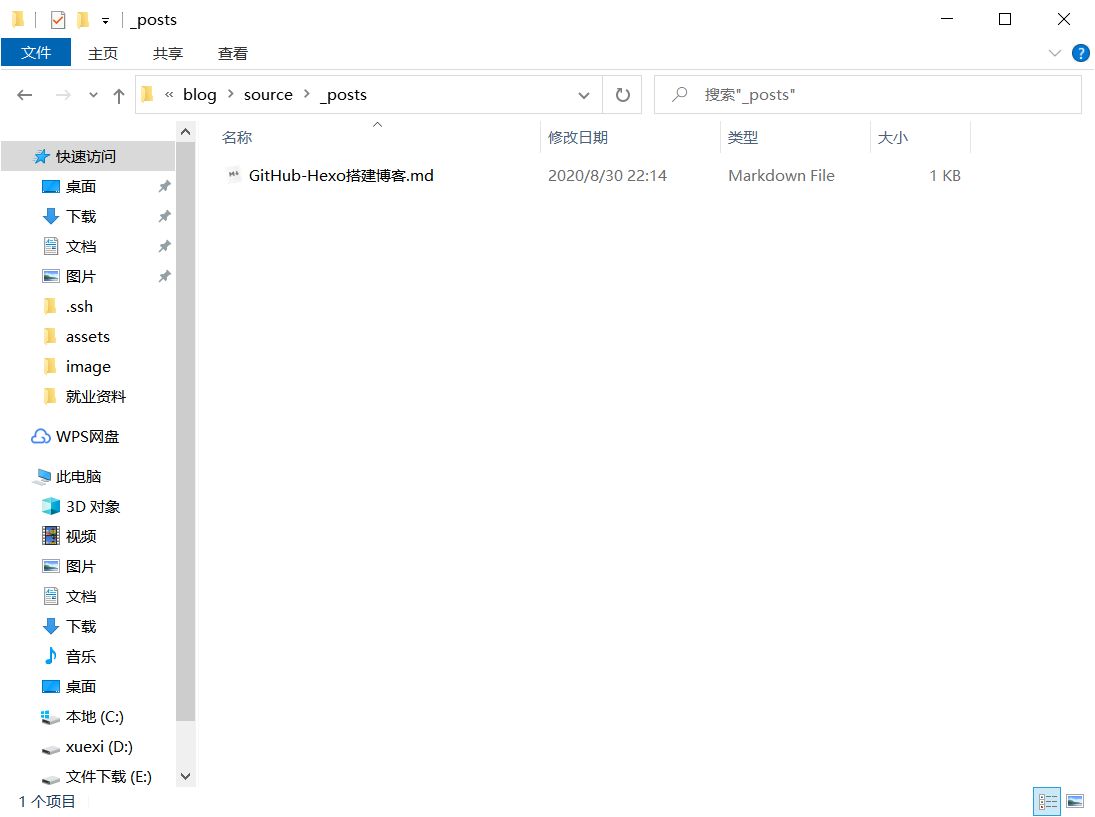 _posts
文件 主页 共享 查看
« blog › source › _posts
搜索"_posts"
名称 修改日期 类型 大小
GitHub-Hexo搭建博客.md 2020/8/30 22:14 Markdown File 1 KB
快速访问
桌面
下载
文档
图片
.ssh
assets
image
就业资料
WPS网盘
此电脑
3D 对象
视频
图片
文档
下载
音乐
桌面
本地 (C:)
xuexi (D:)
文件下载 (E:)
1 个项目